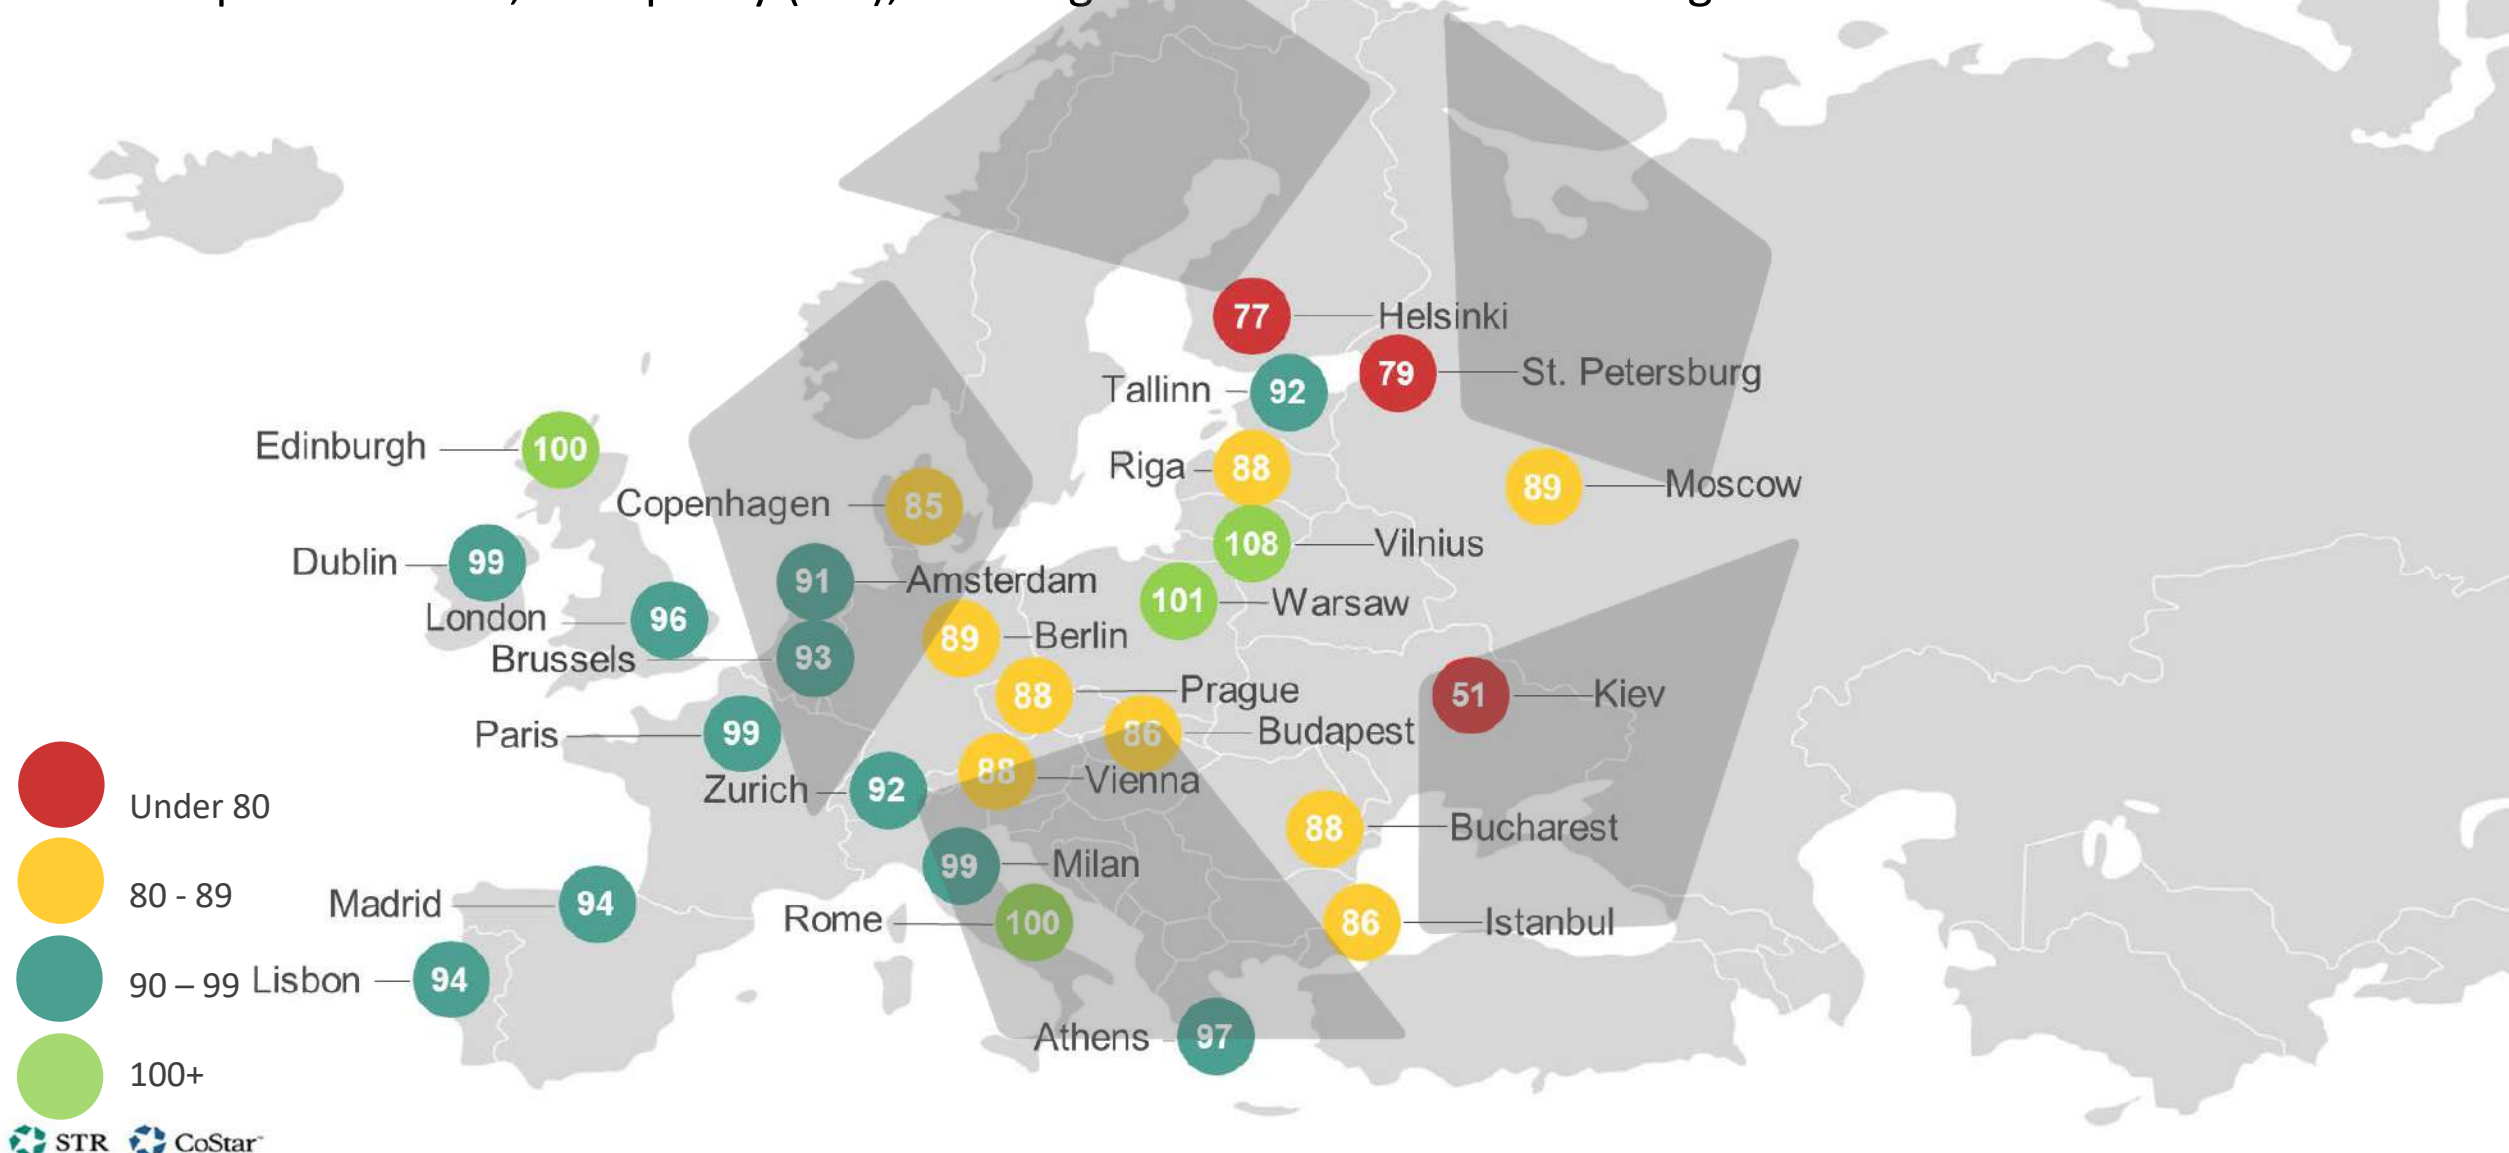 77 Helsinki
79 St. Petersburg
Tallinn 92
Edinburgh 100
Riga 88
89 Moscow
Copenhagen 85
108 Vilnius
Dublin 99
91 Amsterdam
101 Warsaw
London 96
89 Berlin
Brussels 93
88 Prague
51 Kiev
Paris 99
86 Budapest
88 Vienna
Zurich 92
Under 80
88 Bucharest
99 Milan
80 - 89
Madrid 94
Rome 100
86 Istanbul
90 – 99
Lisbon 94
Athens 97
100+
STR CoStar™